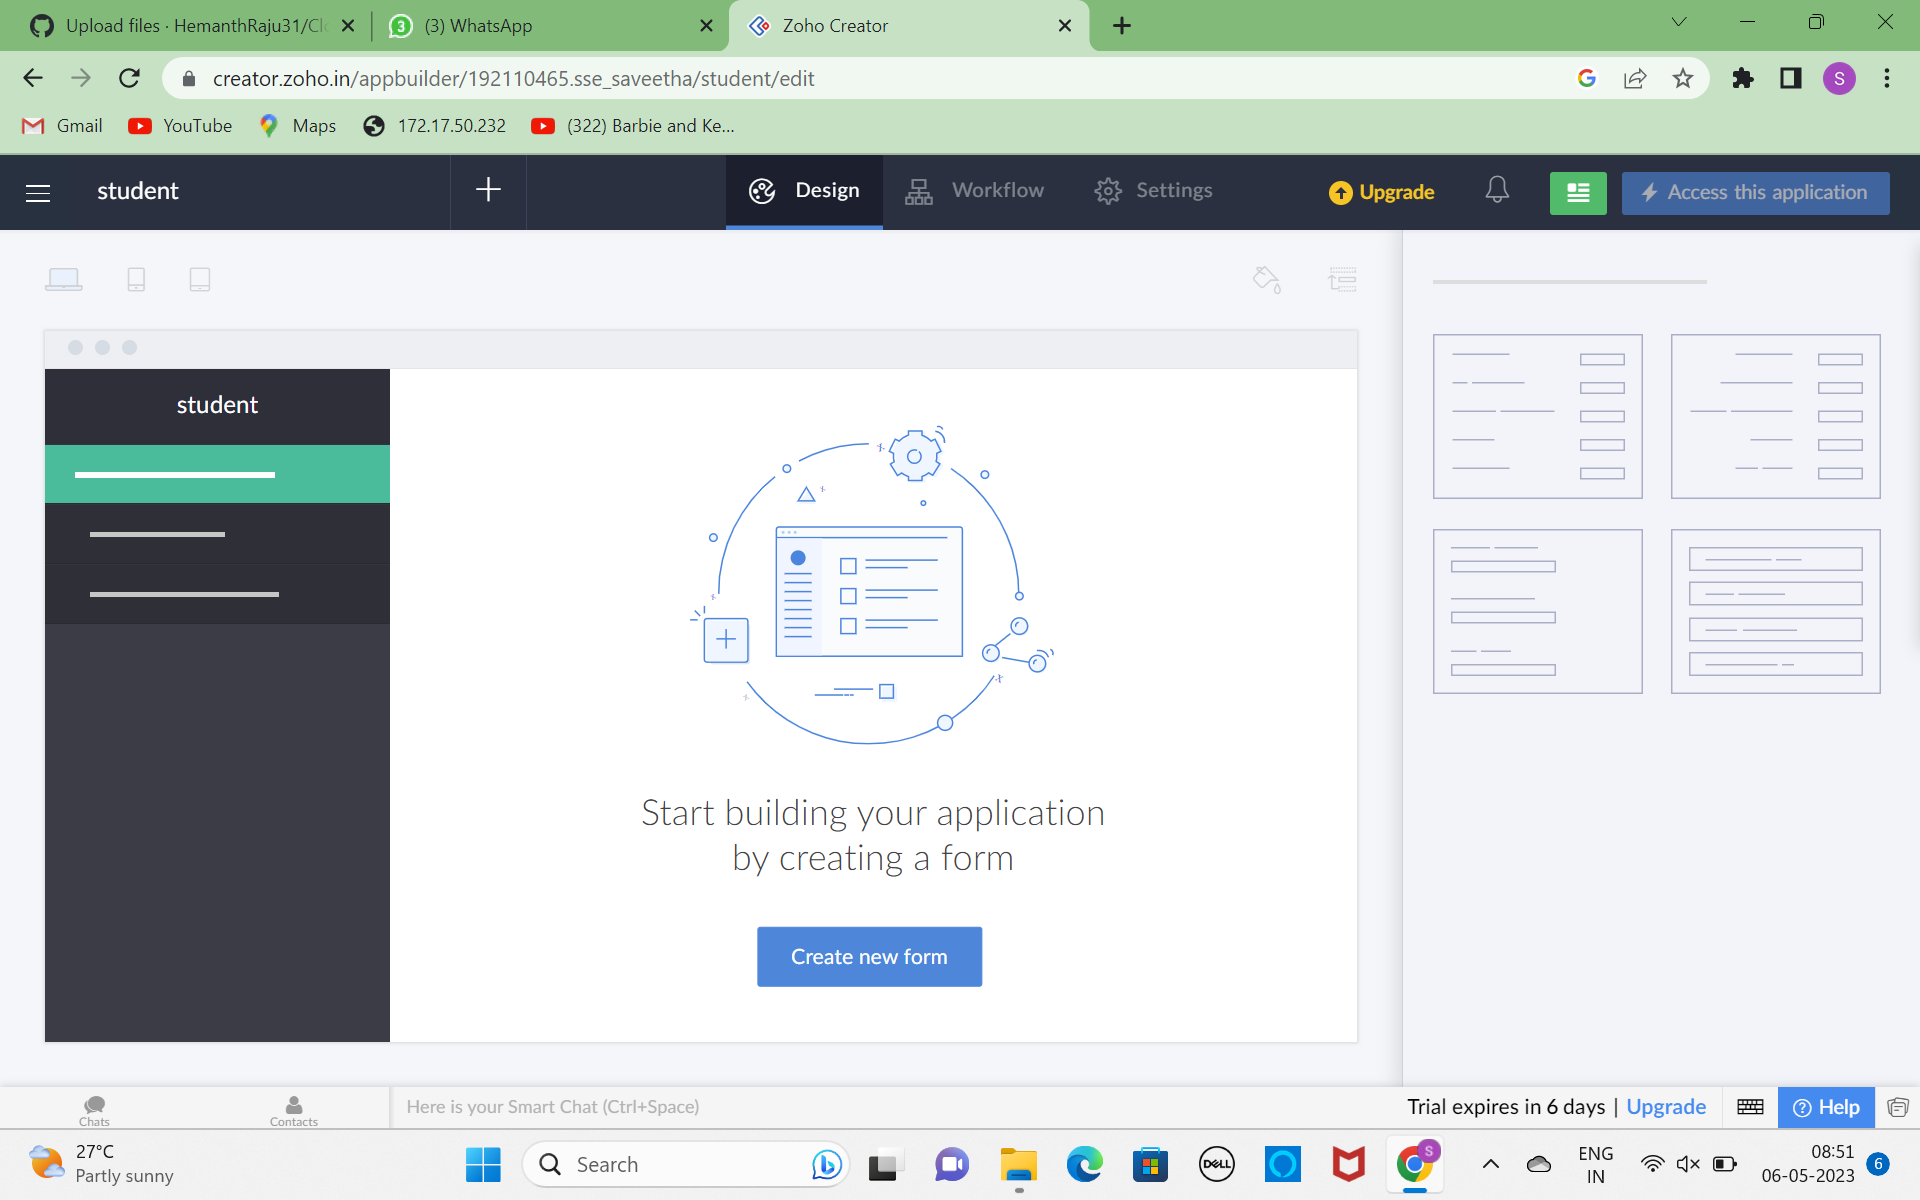 Upload files · HemanthRaju31/Cl
(3) WhatsApp
Zoho Creator
creator.zoho.in/appbuilder/192110465.sse_saveetha/student/edit
S
Gmail
YouTube
Maps
172.17.50.232
(322) Barbie and Ke...
student
Design
Workflow
Settings
Upgrade
Access this application
student
Start building your application
by creating a form
Create new form
Chats
Contacts
Here is your Smart Chat (Ctrl+Space)
Trial expires in 6 days | Upgrade
Help
27°C
Partly sunny
Search
DELL
S
ENG
IN
08:51
06-05-2023
6